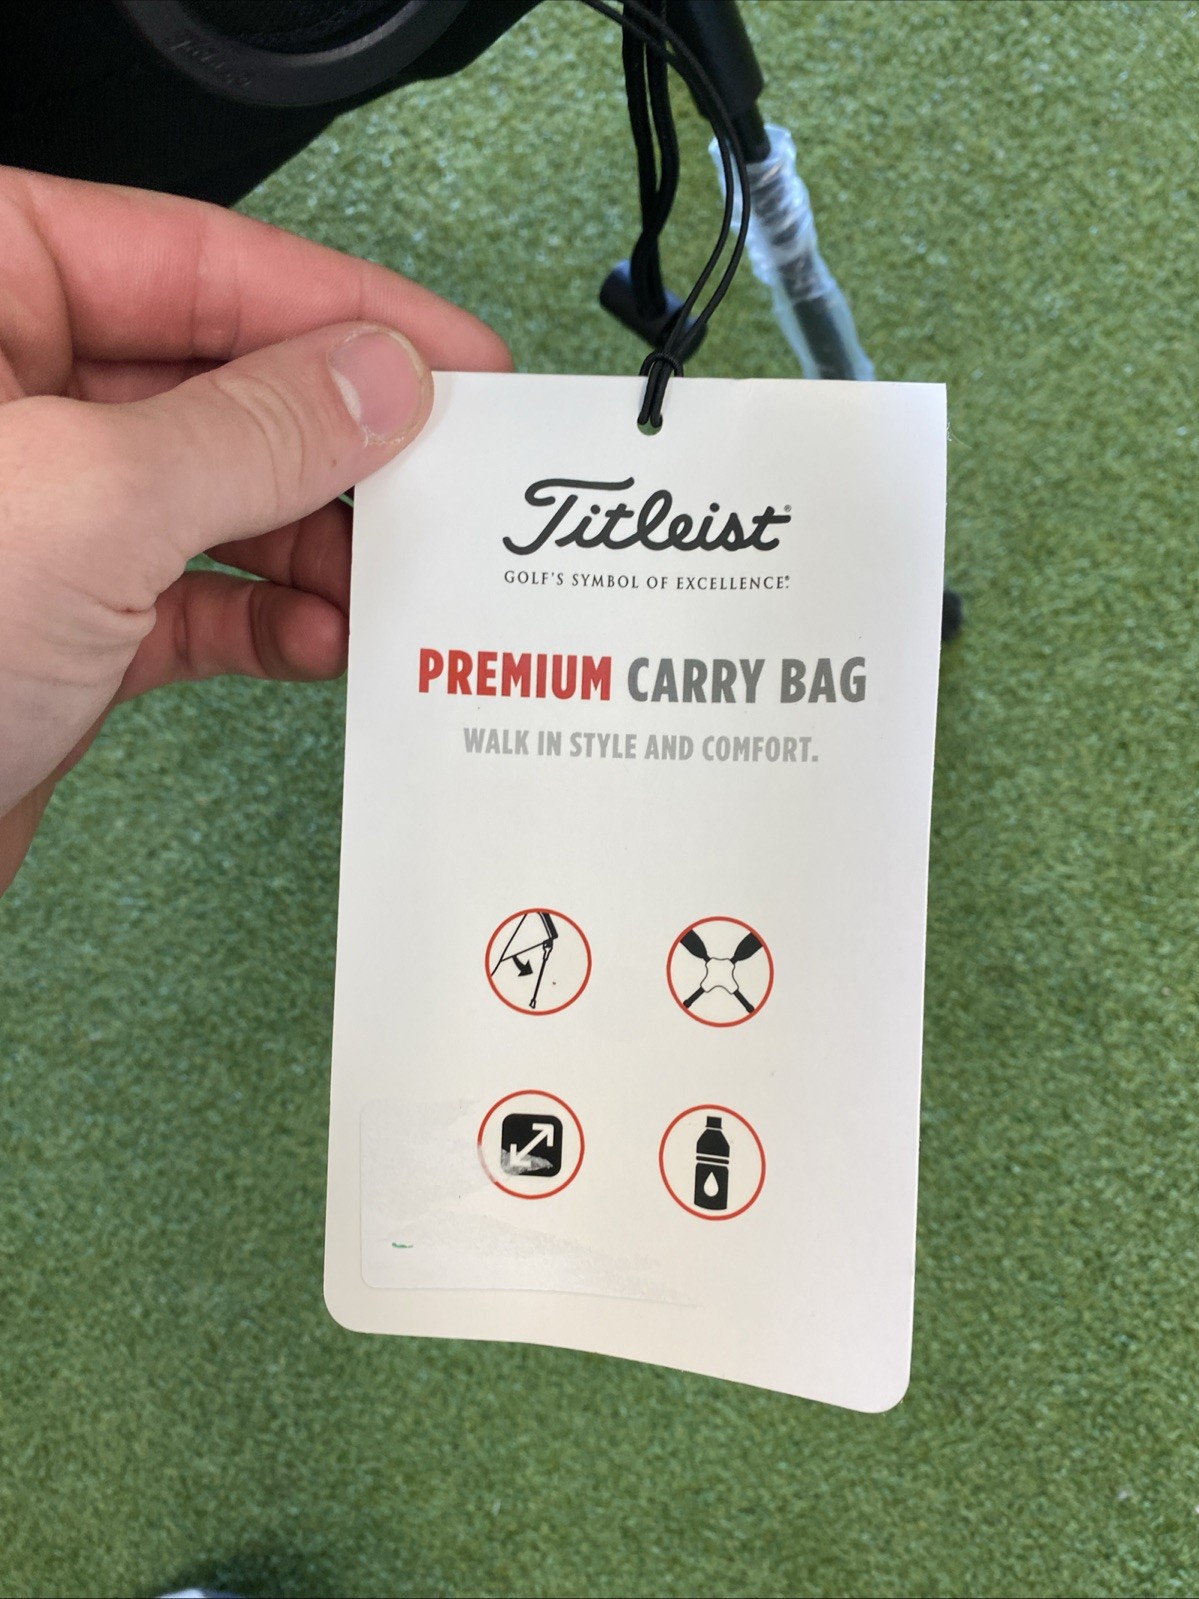 Titleist®
GOLF'S SYMBOL OF EXCELLENCE®
PREMIUM CARRY BAG
WALK IN STYLE AND COMFORT.